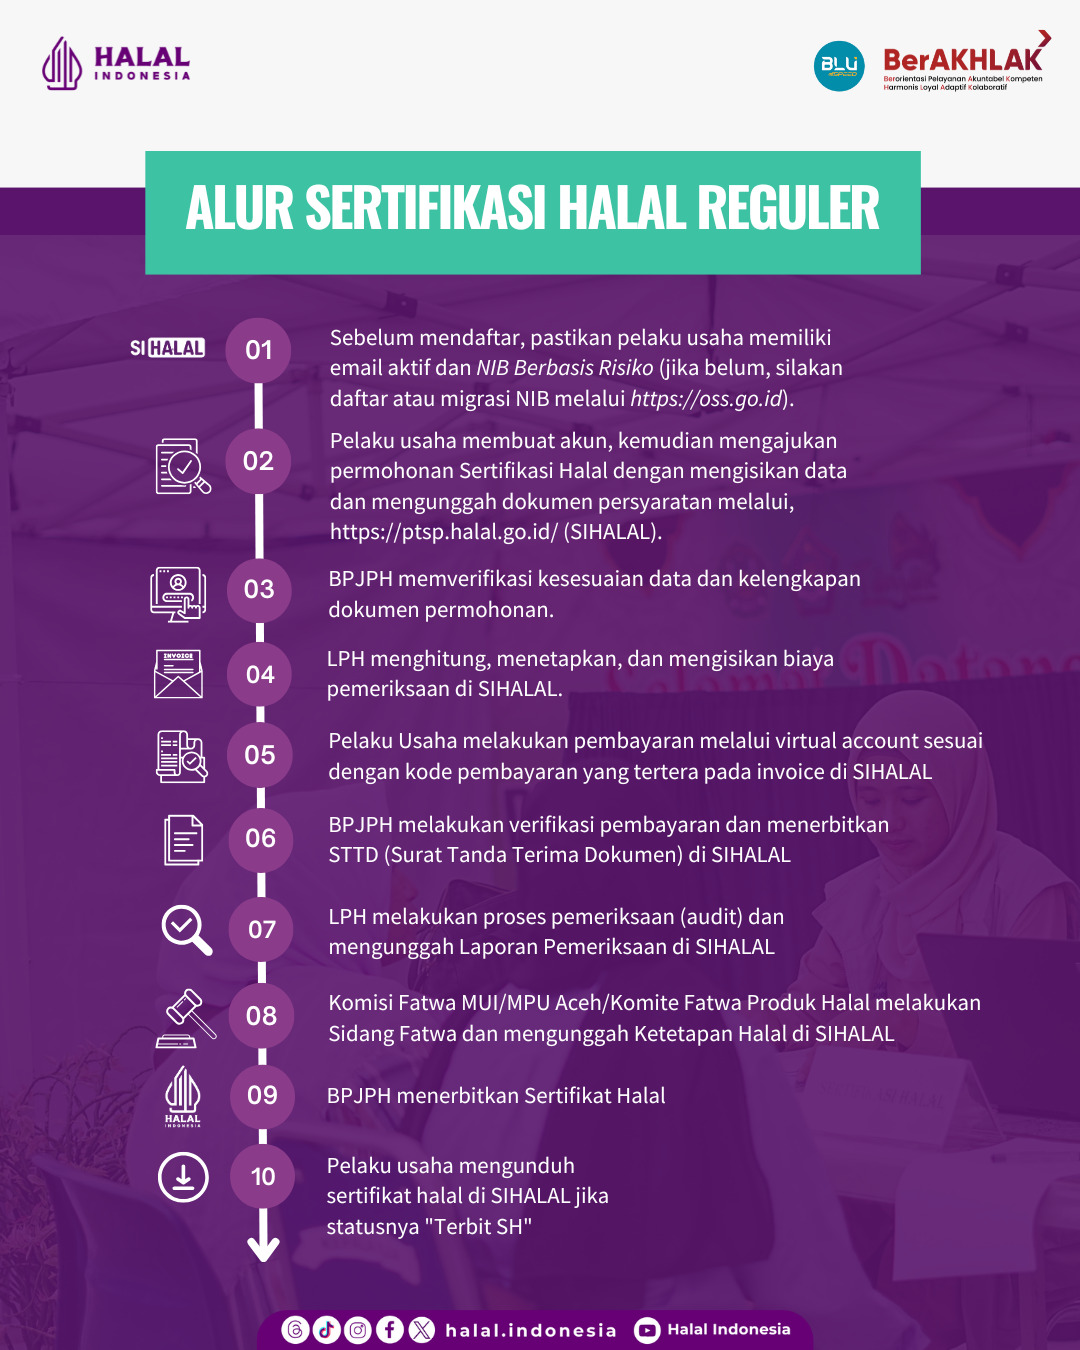 HALAL
INDONESIA
BLU
BerAKHLAK
Berorientasi Pelayanan Akuntabel Kompeten
Harmonis Loyal Adaptif Kolaboratif
ALUR SERTIFIKASI HALAL REGULER
SIHALAL
01
Sebelum mendaftar, pastikan pelaku usaha memiliki
email aktif dan NIB Berbasis Risiko (jika belum, silakan
daftar atau migrasi NIB melalui https://oss.go.id).
02
Pelaku usaha membuat akun, kemudian mengajukan
permohonan Sertifikasi Halal dengan mengisikan data
dan mengunggah dokumen persyaratan melalui,
https://ptsp.halal.go.id/ (SIHALAL).
03
BPJPH memverifikasi kesesuaian data dan kelengkapan
dokumen permohonan.
INVOICE
04
LPH menghitung, menetapkan, dan mengisikan biaya
pemeriksaan di SIHALAL.
05
Pelaku Usaha melakukan pembayaran melalui virtual account sesuai
dengan kode pembayaran yang tertera pada invoice di SIHALAL
06
BPJPH melakukan verifikasi pembayaran dan menerbitkan
STTD (Surat Tanda Terima Dokumen) di SIHALAL
07
LPH melakukan proses pemeriksaan (audit) dan
mengunggah Laporan Pemeriksaan di SIHALAL
08
Komisi Fatwa MUI/MPU Aceh/Komite Fatwa Produk Halal melakukan
Sidang Fatwa dan mengunggah Ketetapan Halal di SIHALAL
HALAL
INDONESIA
09
BPJPH menerbitkan Sertifikat Halal
10
Pelaku usaha mengunduh
sertifikat halal di SIHALAL jika
statusnya "Terbit SH"
halal.indonesia
Halal Indonesia